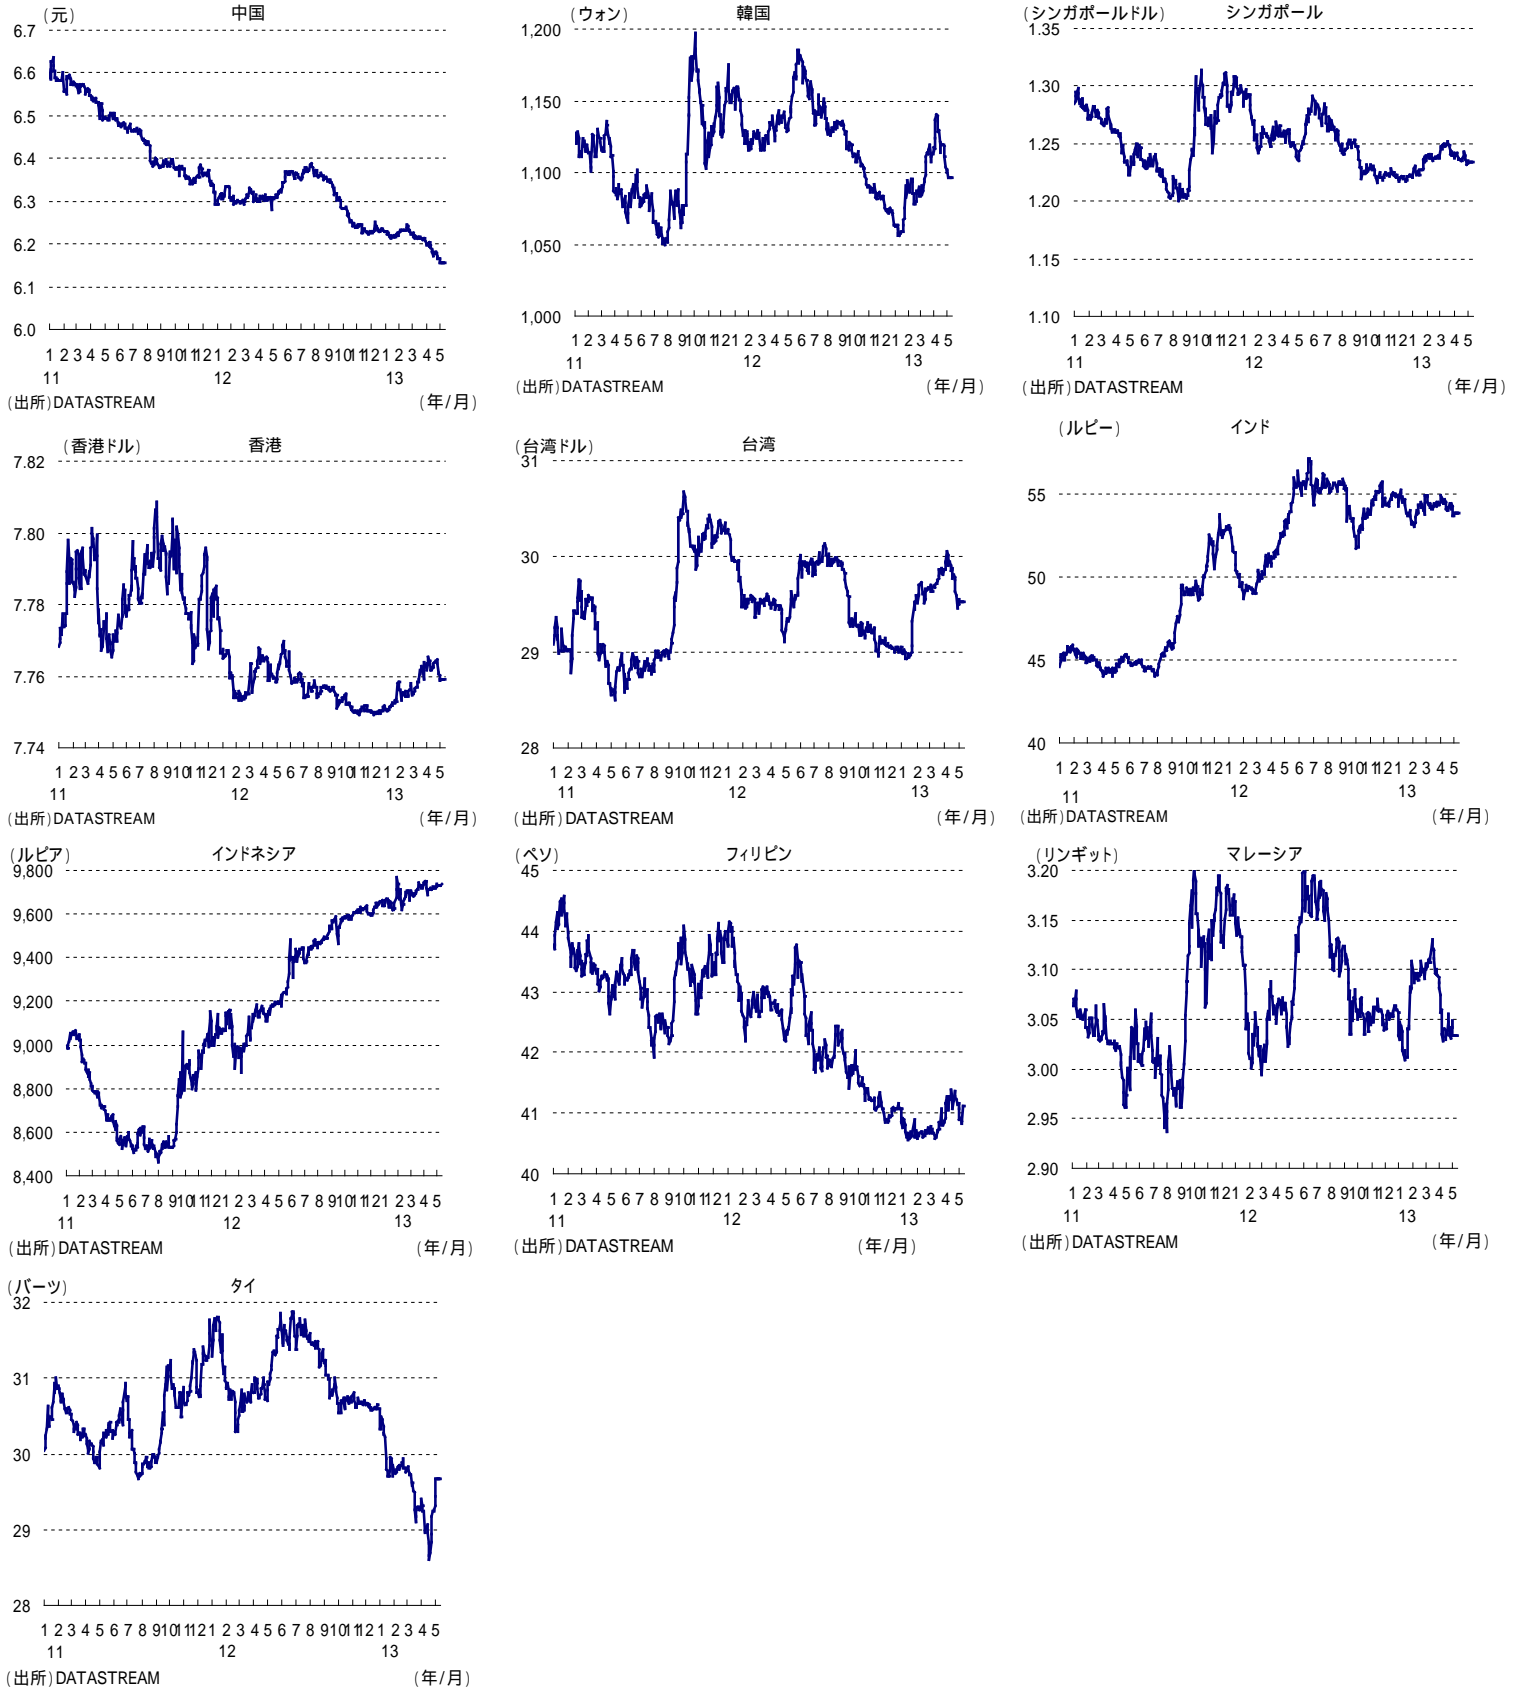 (元) 中国
6.7
6.6
6.5
6.4
6.3
6.2
6.1
6.0
1 2 3 4 5 6 7 8 9 10 11 12 1 2 3 4 5 6 7 8 9 10 11 12 1 2 3 4 5
11 12 13
(出所)DATASTREAM (年/月)
(ウォン) 韓国
1,200
1,150
1,100
1,050
1,000
1 2 3 4 5 6 7 8 9 10 11 12 1 2 3 4 5 6 7 8 9 10 11 12 1 2 3 4 5
11 12 13
(出所)DATASTREAM (年/月)
(シンガポールドル) シンガポール
1.35
1.30
1.25
1.20
1.15
1.10
1 2 3 4 5 6 7 8 9 10 11 12 1 2 3 4 5 6 7 8 9 10 11 12 1 2 3 4 5
11 12 13
(出所)DATASTREAM (年/月)
(香港ドル) 香港
7.82
7.80
7.78
7.76
7.74
1 2 3 4 5 6 7 8 9 10 11 12 1 2 3 4 5 6 7 8 9 10 11 12 1 2 3 4 5
11 12 13
(出所)DATASTREAM (年/月)
(台湾ドル) 台湾
31
30
29
28
1 2 3 4 5 6 7 8 9 10 11 12 1 2 3 4 5 6 7 8 9 10 11 12 1 2 3 4 5
11 12 13
(出所)DATASTREAM (年/月)
(ルピー) インド
55
50
45
40
1 2 3 4 5 6 7 8 9 10 11 12 1 2 3 4 5 6 7 8 9 10 11 12 1 2 3 4 5
11 12 13
(出所)DATASTREAM (年/月)
(ルピア) インドネシア
9,800
9,600
9,400
9,200
9,000
8,800
8,600
8,400
1 2 3 4 5 6 7 8 9 10 11 12 1 2 3 4 5 6 7 8 9 10 11 12 1 2 3 4 5
11 12 13
(出所)DATASTREAM (年/月)
(ペソ) フィリピン
45
44
43
42
41
40
1 2 3 4 5 6 7 8 9 10 11 12 1 2 3 4 5 6 7 8 9 10 11 12 1 2 3 4 5
11 12 13
(出所)DATASTREAM (年/月)
(リンギット) マレーシア
3.20
3.15
3.10
3.05
3.00
2.95
2.90
1 2 3 4 5 6 7 8 9 10 11 12 1 2 3 4 5 6 7 8 9 10 11 12 1 2 3 4 5
11 12 13
(出所)DATASTREAM (年/月)
(バーツ) タイ
32
31
30
29
28
1 2 3 4 5 6 7 8 9 10 11 12 1 2 3 4 5 6 7 8 9 10 11 12 1 2 3 4 5
11 12 13
(出所)DATASTREAM (年/月)